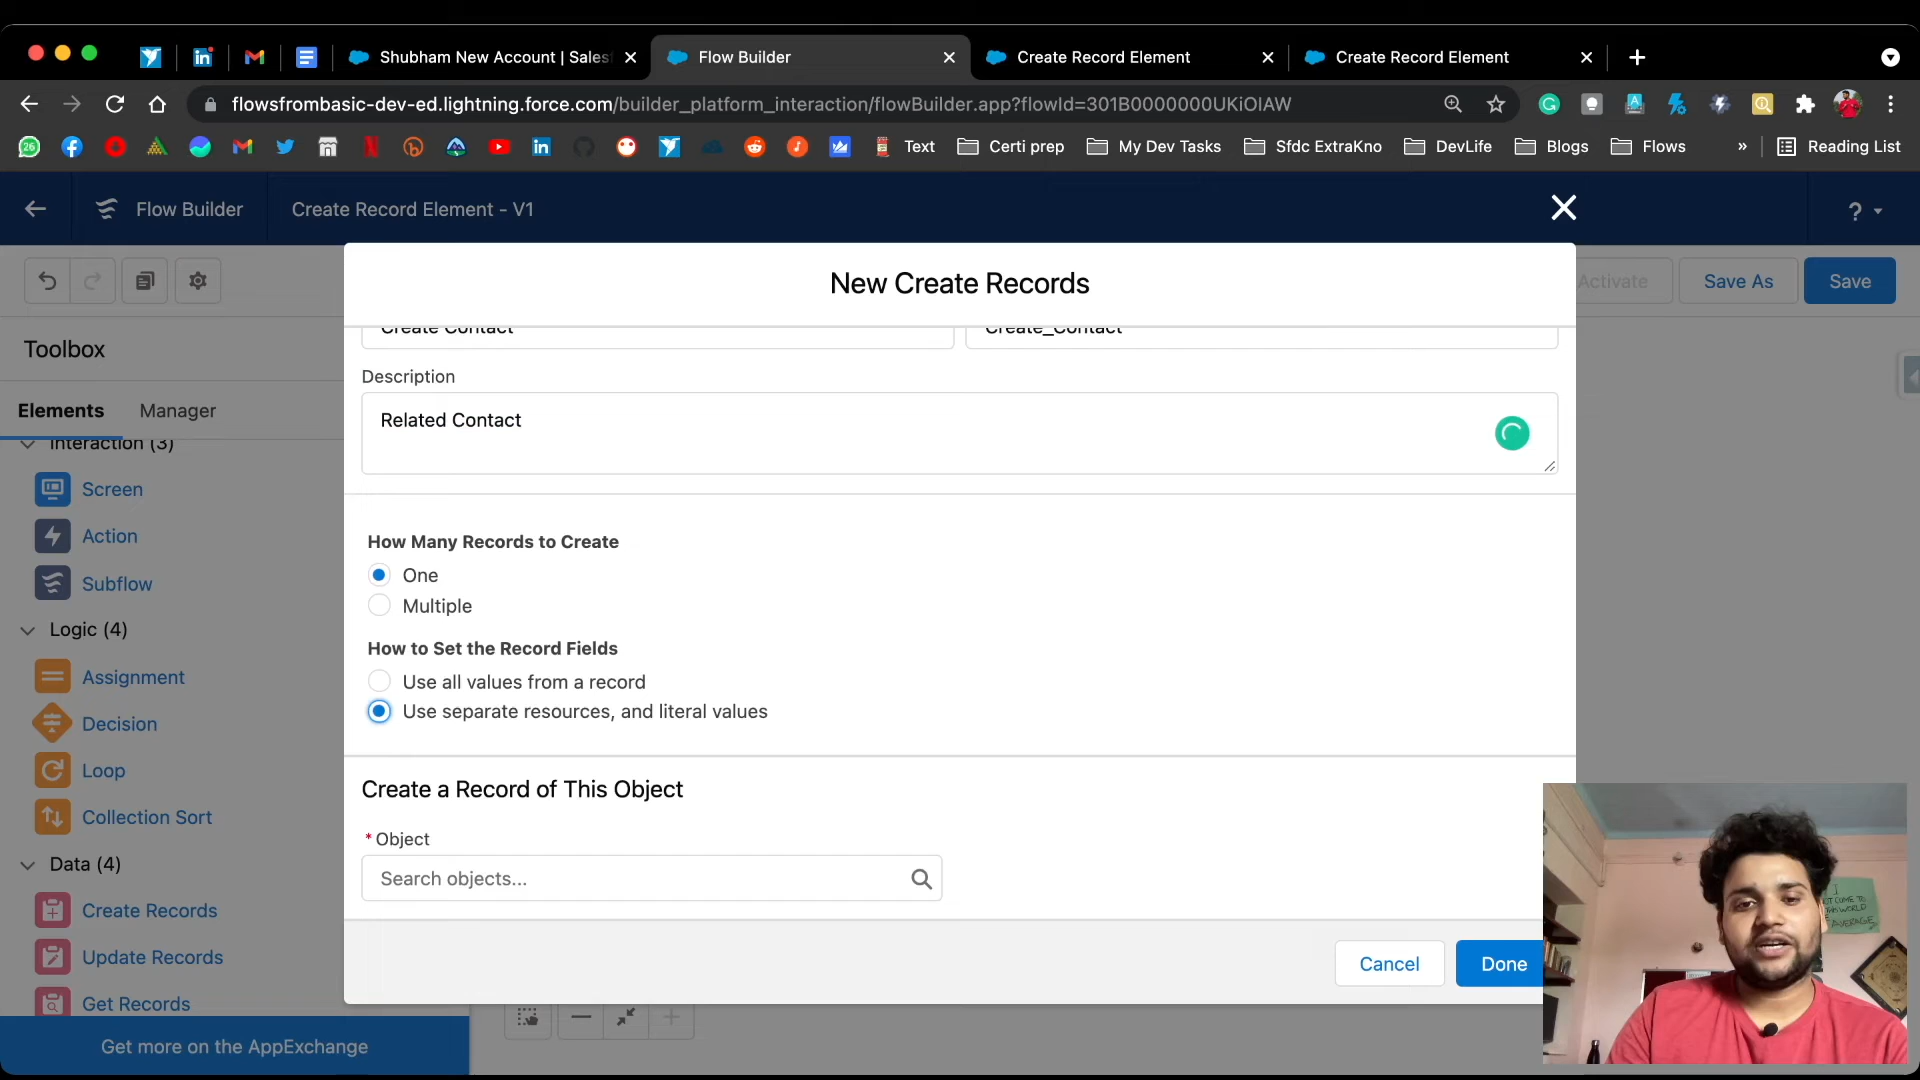 Shubham New Account | Sales
Flow Builder
Create Record Element
Create Record Element
flowsfrombasic-dev-ed.lightning.force.com/builder_platform_interaction/flowBuilder.app?flowId=301B0000000UKiOIAW
26
Text
Certi prep
My Dev Tasks
Sfdc ExtraKno
DevLife
Blogs
Flows
»
Reading List
Flow Builder
Create Record Element - V1
?
New Create Records
Activate
Save As
Save
Toolbox
Create Contact
Create_Contact
Description
Related Contact
Elements
Manager
Interaction (3)
Screen
Action
Subflow
Logic (4)
Assignment
Decision
Loop
Collection Sort
Data (4)
Create Records
Update Records
Get Records
Get more on the AppExchange
How Many Records to Create
One
Multiple
How to Set the Record Fields
Use all values from a record
Use separate resources, and literal values
Create a Record of This Object
* Object
Search objects...
Cancel
Done